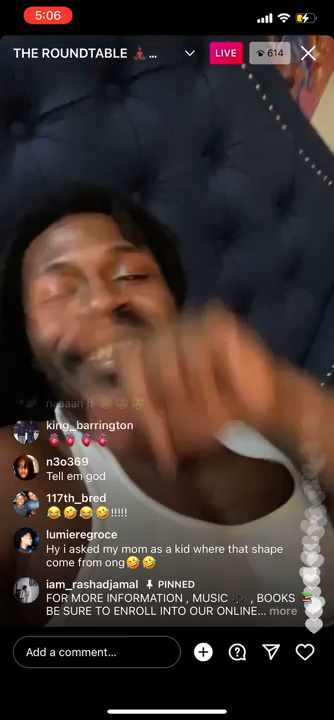 5:06
THE ROUNDTABLE 🧘🏾‍♂️ ...
LIVE
614
king_barrington
🫀🫀🫀🫀
n3o369
Tell em god
117th_bred
😂🤣😂🤣!!!!!
lumieregroce
Hy i asked my mom as a kid where that shape
come from ong🤣🤣
iam_rashadjamal PINNED
FOR MORE INFORMATION , MUSIC 🎶 , BOOKS 📚
BE SURE TO ENROLL INTO OUR ONLINE... more
Add a comment...